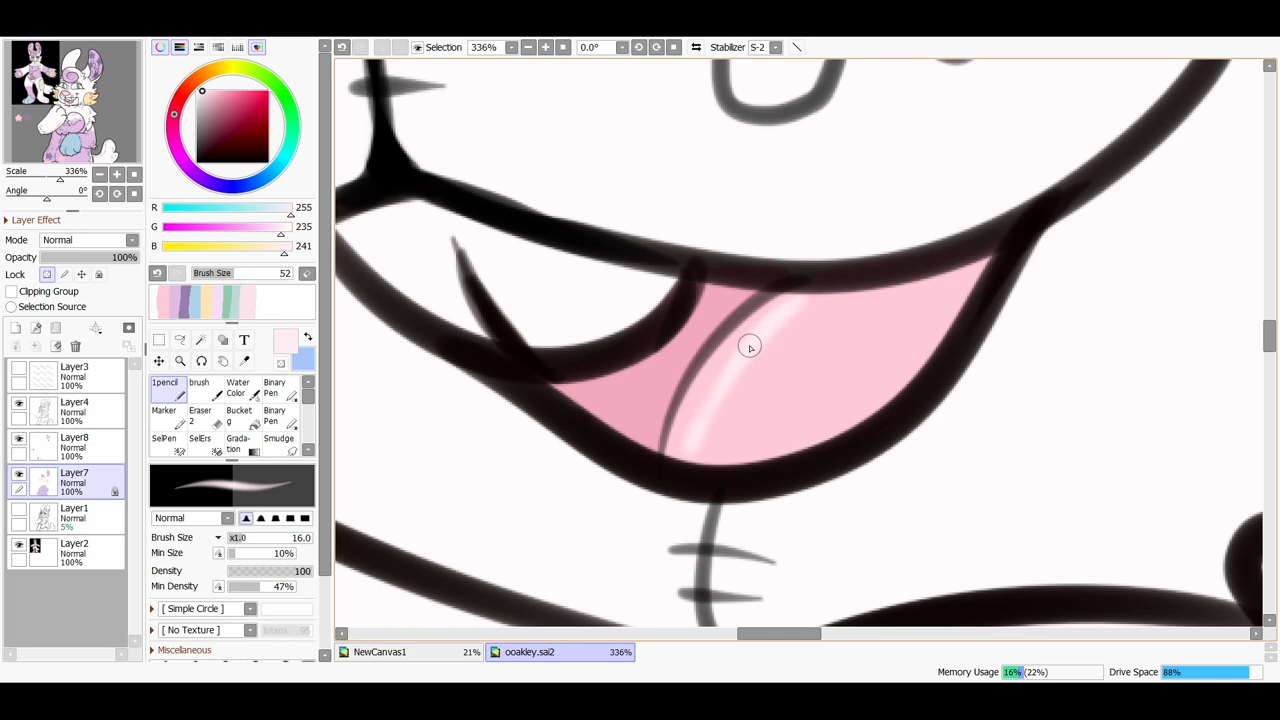 Selection 336% 0.0° Stabilizer S-2
Scale 336%
Angle 0°
Layer Effect
Mode Normal
Opacity 100%
Lock
Clipping Group
Selection Source
Layer3
Normal
100%
Layer4
Normal
100%
Layer8
Normal
100%
Layer7
Normal
100%
Layer1
Normal
5%
Layer2
Normal
100%
R 255
G 235
B 241
Brush Size 52
T
1pencil brush Water Color Binary Pen
Marker Eraser 2 Bucket g Binary Pen
SelPen SelErs Grada-tion Smudge
Normal
Brush Size x1.0 16.0
Min Size 10%
Density 100
Min Density 47%
[ Simple Circle ]
[ No Texture ] Intens. 95
Miscellaneous
NewCanvas1 21% ooakley.sai2 336%
Memory Usage 16% (22%) Drive Space 88%